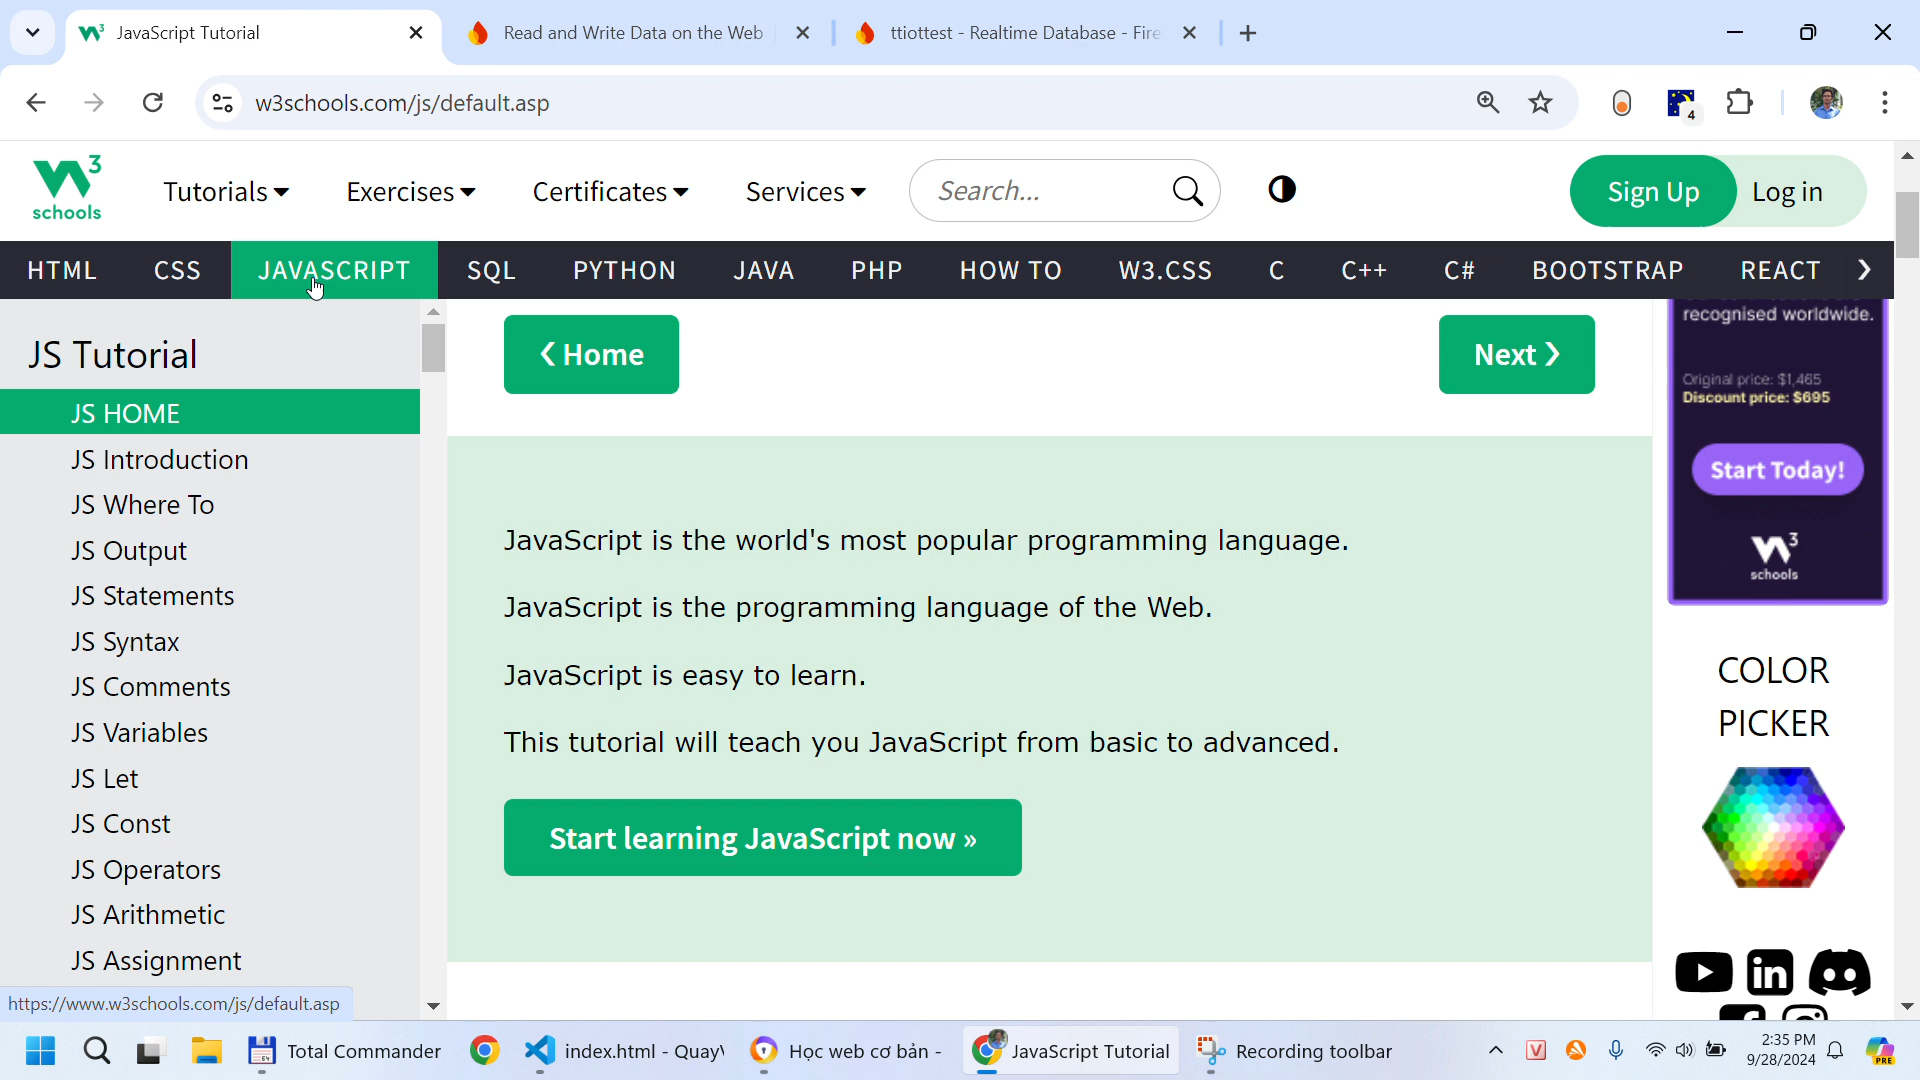 JavaScript Tutorial
Read and Write Data on the Web
ttiottest - Realtime Database - Fire
w3schools.com/js/default.asp
4
3
schools
Tutorials
Exercises
Certificates
Services
Search...
Sign Up
Log in
HTML
CSS
JAVASCRIPT
SQL
PYTHON
JAVA
PHP
HOW TO
W3.CSS
C
C++
C#
BOOTSTRAP
REACT
❯
JS Tutorial
JS HOME
JS Introduction
JS Where To
JS Output
JS Statements
JS Syntax
JS Comments
JS Variables
JS Let
JS Const
JS Operators
JS Arithmetic
JS Assignment
https://www.w3schools.com/js/default.asp
❮ Home
Next ❯
JavaScript is the world's most popular programming language.
JavaScript is the programming language of the Web.
JavaScript is easy to learn.
This tutorial will teach you JavaScript from basic to advanced.
Start learning JavaScript now »
recognised worldwide.
Original price: $1,465
Discount price: $695
Start Today!
3
schools
COLOR
PICKER
in
64
Total Commander
index.html - Quay
Học web cơ bản -
JavaScript Tutorial
Recording toolbar
V
2:35 PM
9/28/2024
PRE